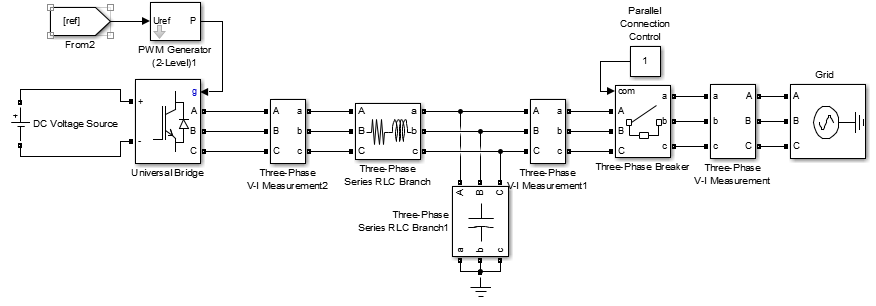 [ref]
From2
Uref
P
PWM Generator
(2-Level)1
DC Voltage Source
+
+
-
g
A
B
C
Universal Bridge
A
B
C
a
b
c
Three-Phase
V-I Measurement2
A
B
C
a
b
c
Three-Phase
Series RLC Branch
A
B
C
a
b
c
Three-Phase
Series RLC Branch1
A
B
C
a
b
c
Three-Phase
V-I Measurement1
Parallel
Connection
Control
1
com
A
B
C
a
b
c
Three-Phase Breaker
a
b
c
A
B
C
Three-Phase
V-I Measurement
Grid
A
B
C